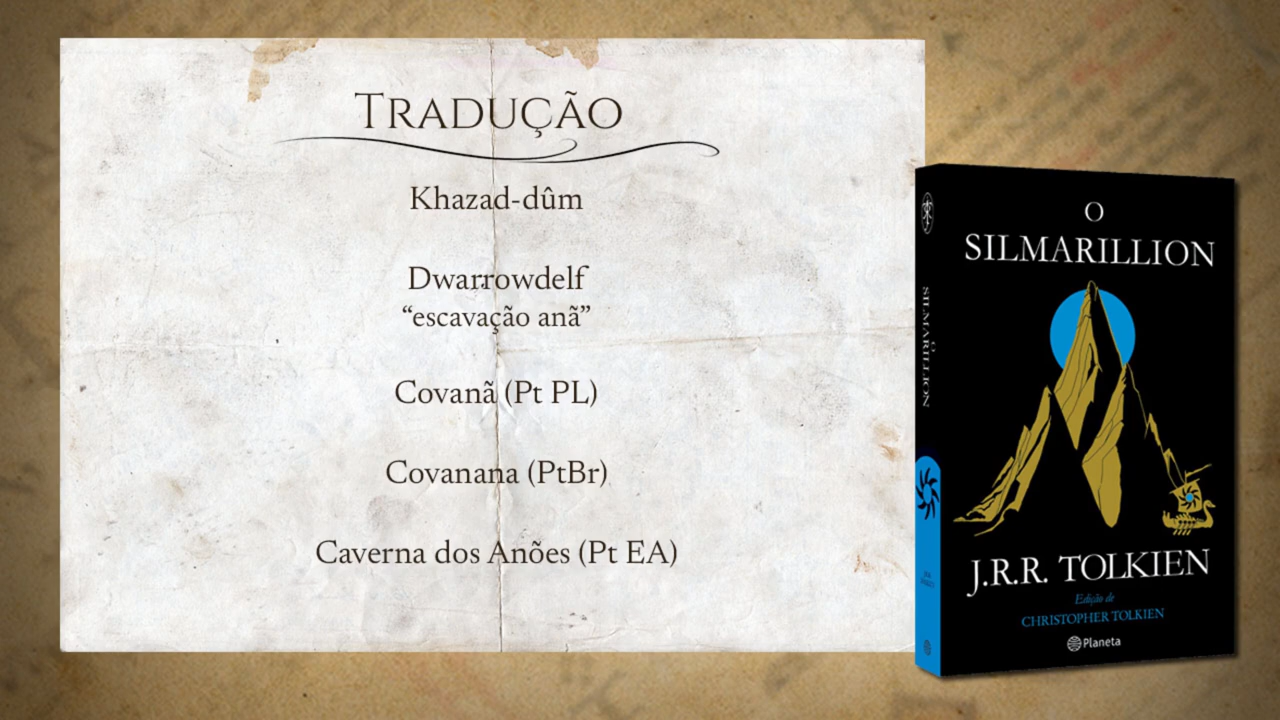 TRADUÇÃO
Khazad-dûm
Dwarrowdelf
“escavação anã”
Covanã (Pt PL)
Covanana (PtBr)
Caverna dos Anões (Pt EA)
O
SILMARILLION
J.R.R. TOLKIEN
Edição de
CHRISTOPHER TOLKIEN
Planeta
O
SILMARILLION